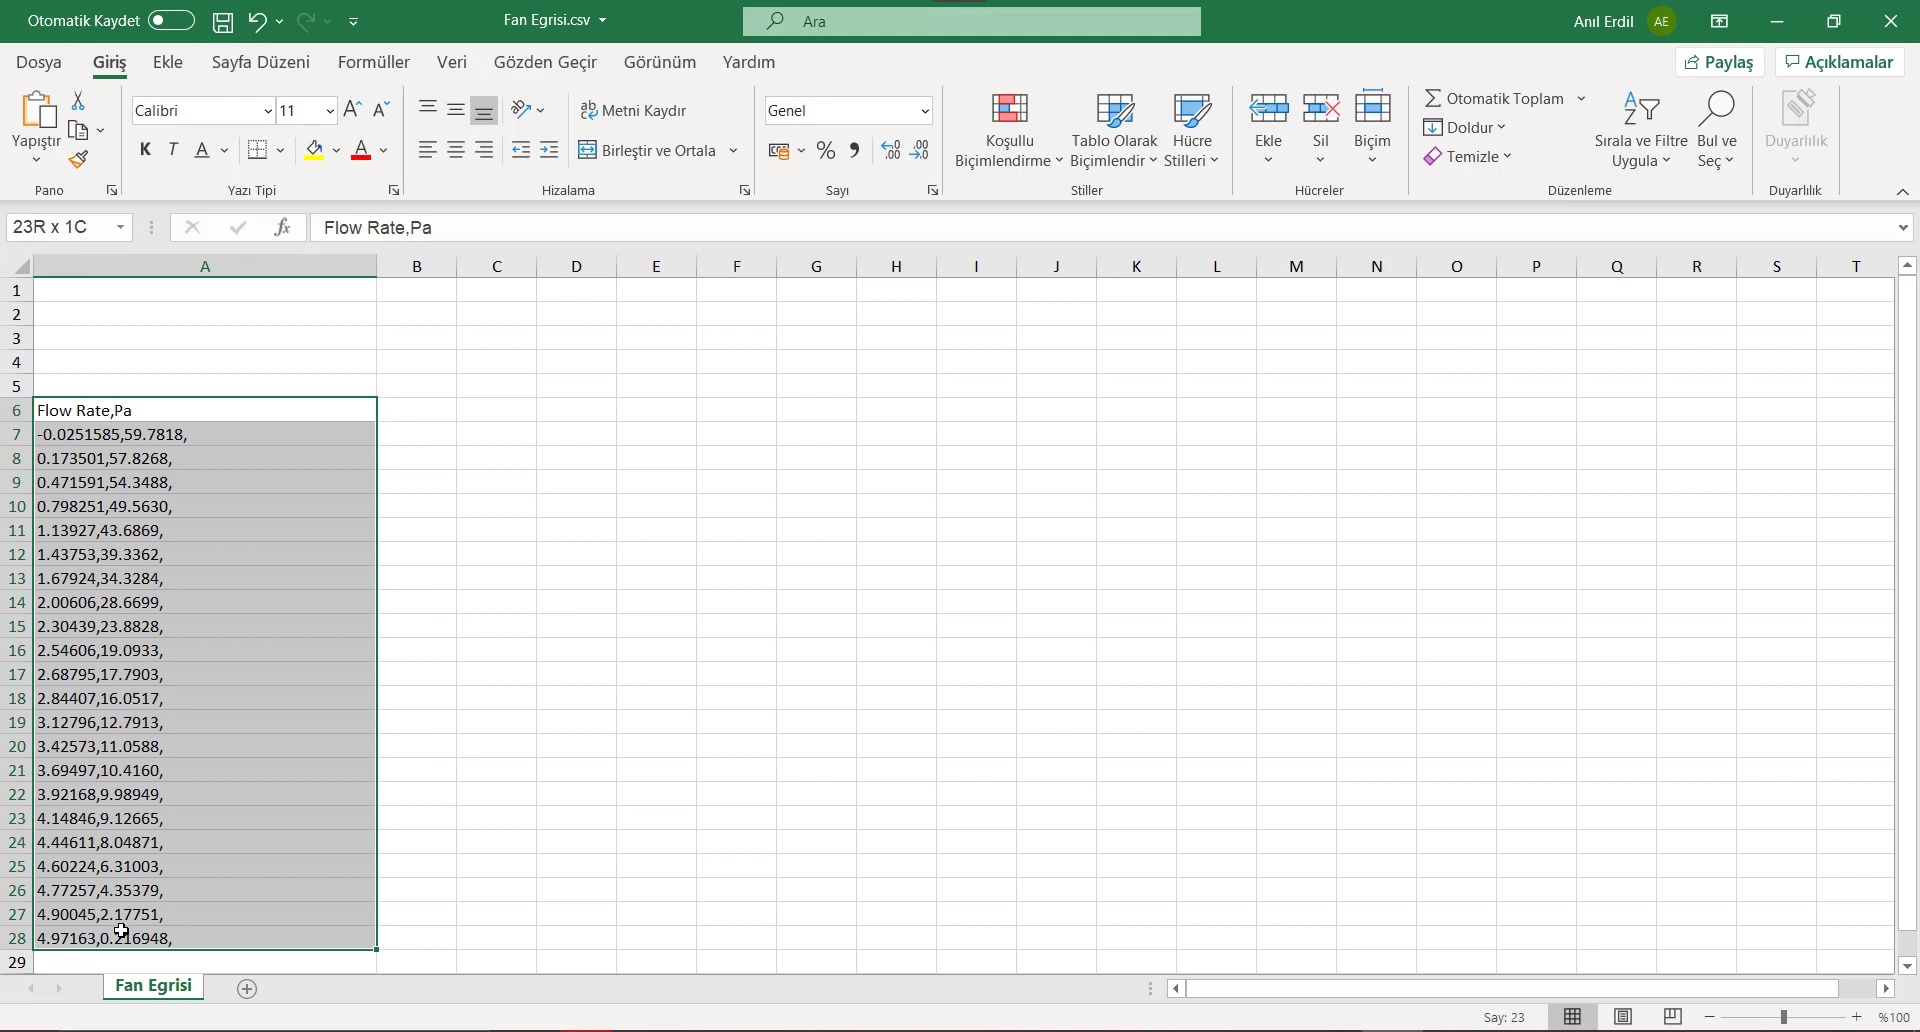 Otomatik Kaydet
Fan Egrisi.csv
Ara
Anıl Erdil
AE
Dosya
Giriş
Ekle
Sayfa Düzeni
Formüller
Veri
Gözden Geçir
Görünüm
Yardım
Paylaş
Açıklamalar
Yapıştır
Calibri
11
K T A
A
Metni Kaydır
Birleştir ve Ortala
Genel
Koşullu
Biçimlendirme
Tablo Olarak
Biçimlendir
Hücre
Stilleri
Ekle
Sil
Biçim
Otomatik Toplam
Doldur
Temizle
Sırala ve Filtre
Uygula
Bul ve
Seç
Duyarlılık
Pano
Yazı Tipi
Hizalama
Sayı
Stiller
Hücreler
Düzenleme
Duyarlılık
23R x 1C
fx
Flow Rate,Pa
A B C D E F G H I J K L M N O P Q R S T
1
2
3
4
5
6 Flow Rate,Pa
7 -0.0251585,59.7818,
8 0.173501,57.8268,
9 0.471591,54.3488,
10 0.798251,49.5630,
11 1.13927,43.6869,
12 1.43753,39.3362,
13 1.67924,34.3284,
14 2.00606,28.6699,
15 2.30439,23.8828,
16 2.54606,19.0933,
17 2.68795,17.7903,
18 2.84407,16.0517,
19 3.12796,12.7913,
20 3.42573,11.0588,
21 3.69497,10.4160,
22 3.92168,9.98949,
23 4.14846,9.12665,
24 4.44611,8.04871,
25 4.60224,6.31003,
26 4.77257,4.35379,
27 4.90045,2.17751,
28 4.97163,0.216948,
29
Fan Egrisi
Say: 23
%100